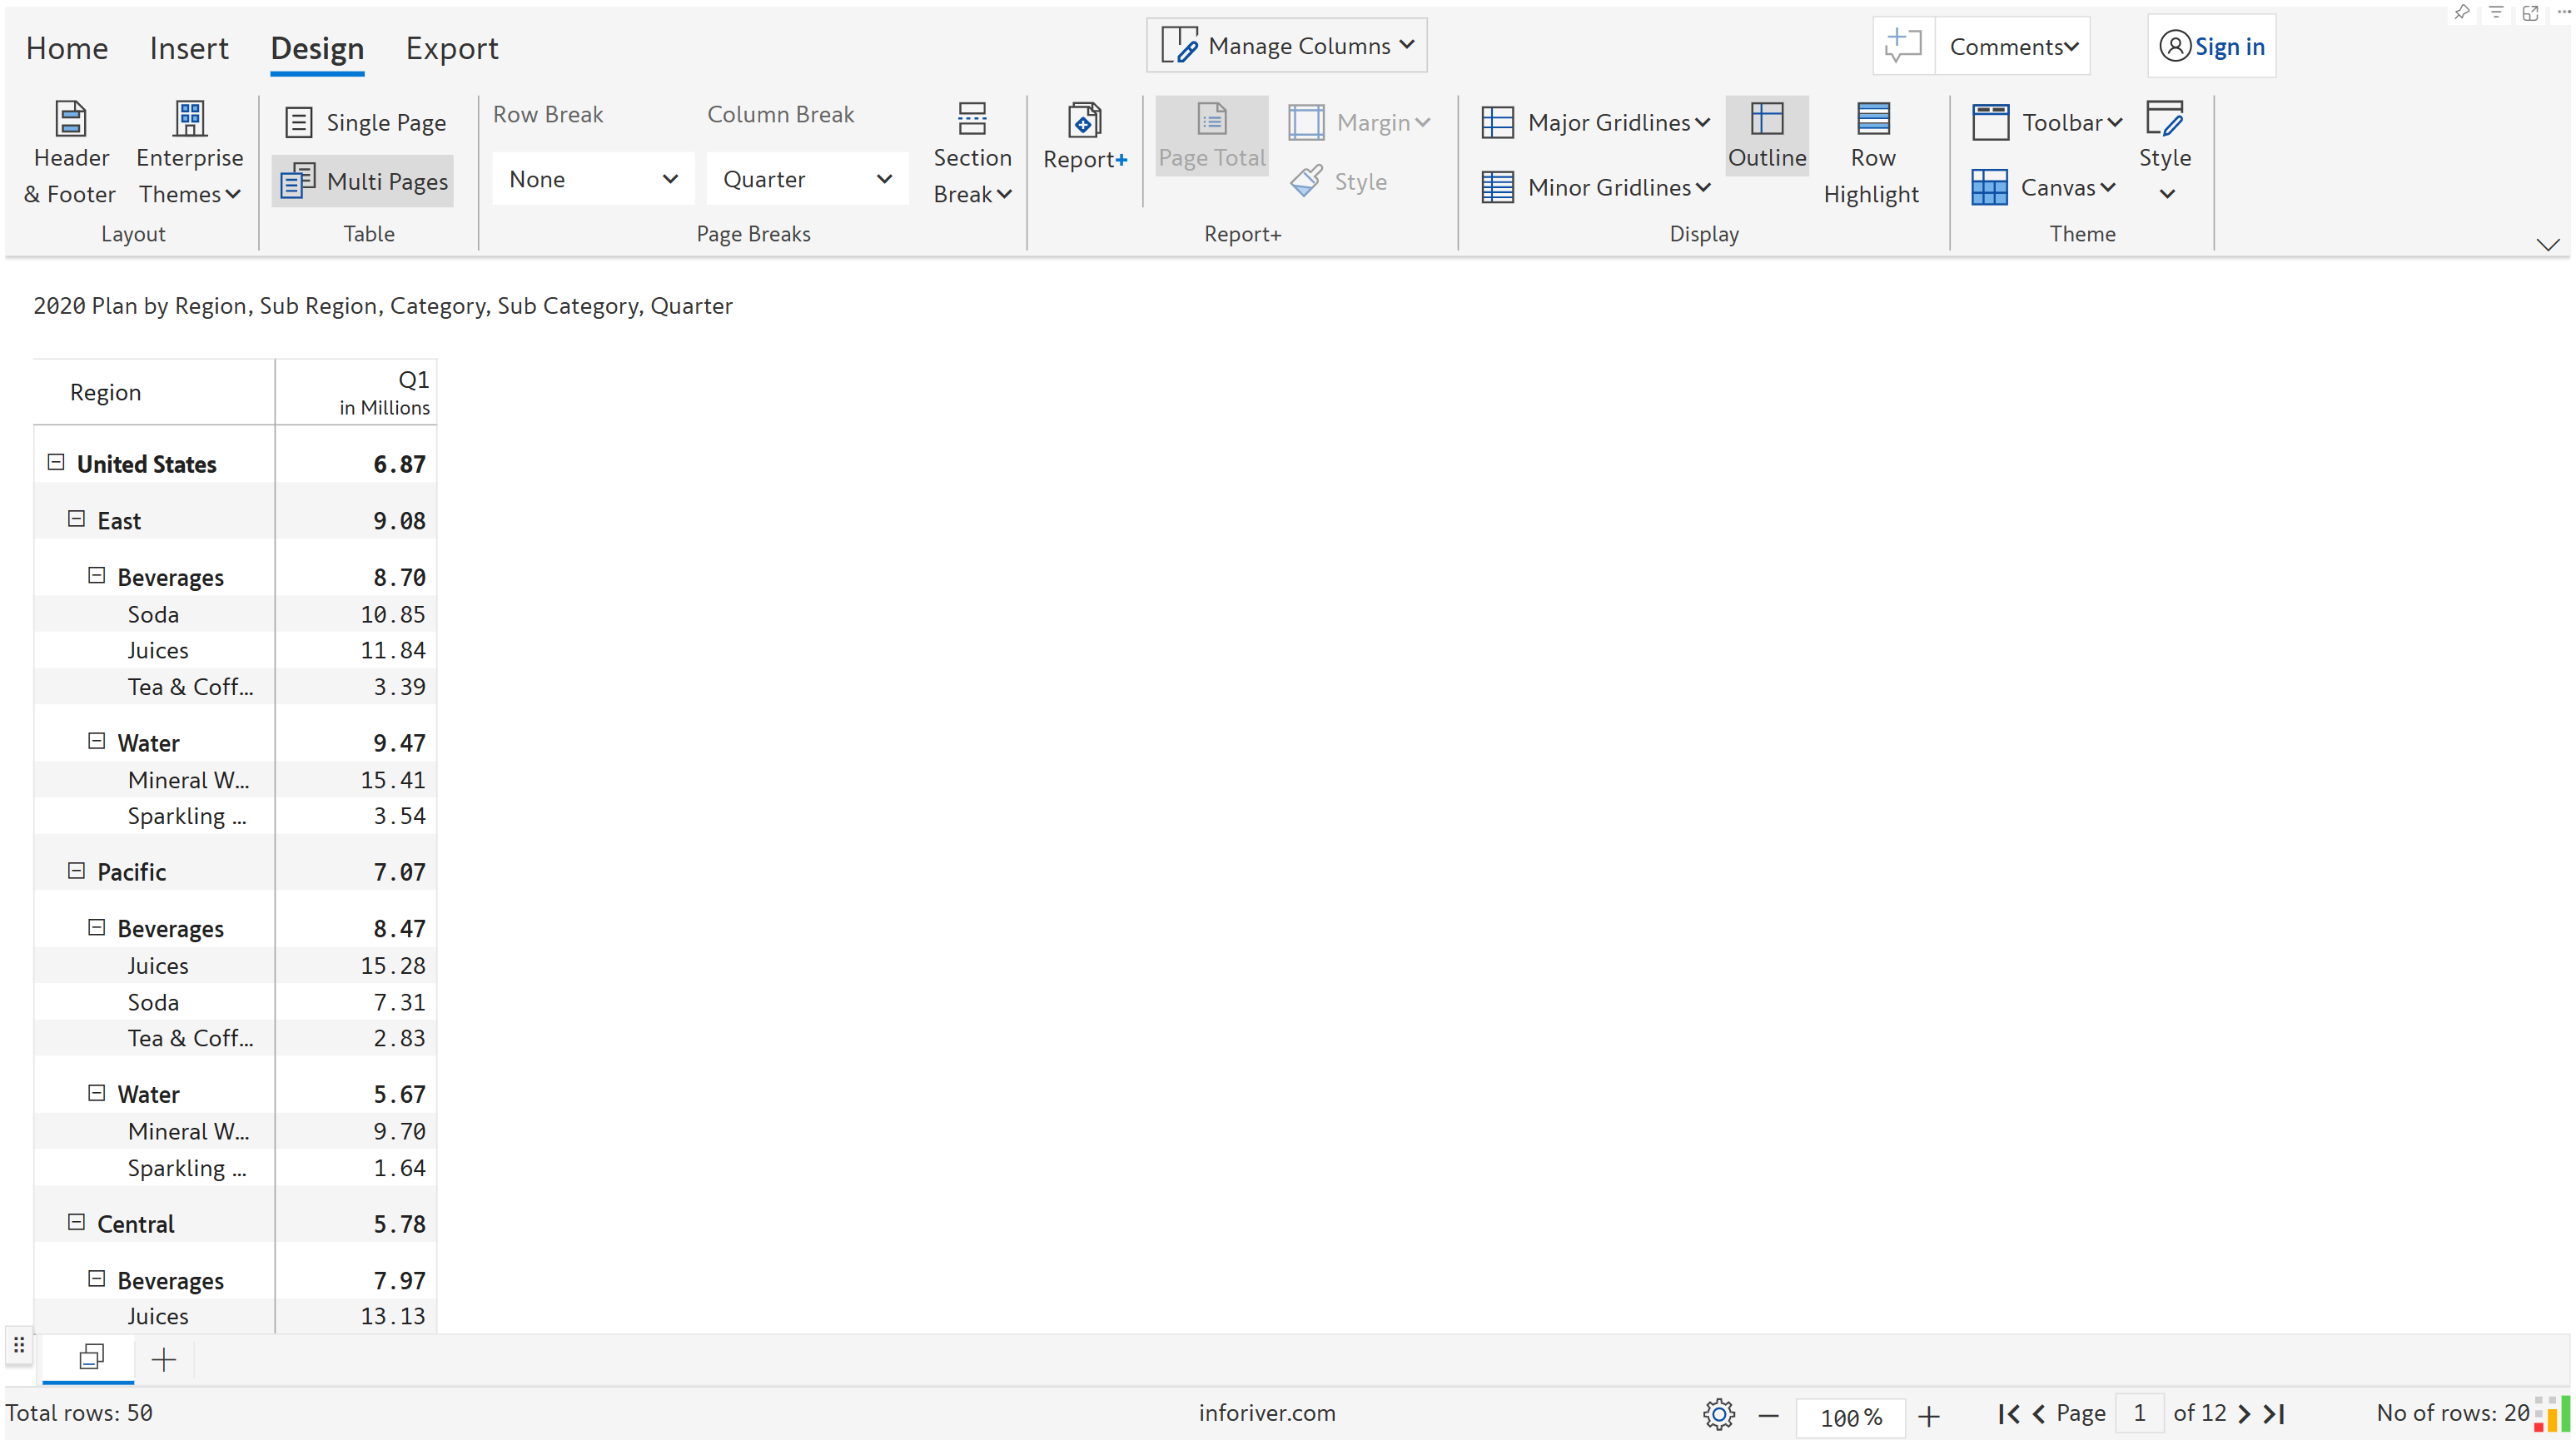 Home Insert Design Export Manage Columns Comments Sign in
Header & Footer Enterprise Themes Layout
Single Page
Multi Pages
Table
Row Break Column Break
None Quarter
Section Break
Page Breaks
Report+ Page Total Margin
Style
Report+
Major Gridlines
Minor Gridlines
Outline Row Highlight
Display
Toolbar
Canvas
Style
Theme
2020 Plan by Region, Sub Region, Category, Sub Category, Quarter
Region Q1
in Millions
United States 6.87
East 9.08
Beverages 8.70
Soda 10.85
Juices 11.84
Tea & Coff... 3.39
Water 9.47
Mineral W... 15.41
Sparkling ... 3.54
Pacific 7.07
Beverages 8.47
Juices 15.28
Soda 7.31
Tea & Coff... 2.83
Water 5.67
Mineral W... 9.70
Sparkling ... 1.64
Central 5.78
Beverages 7.97
Juices 13.13
Total rows: 50 inforiver.com 100 % Page 1 of 12 No of rows: 20